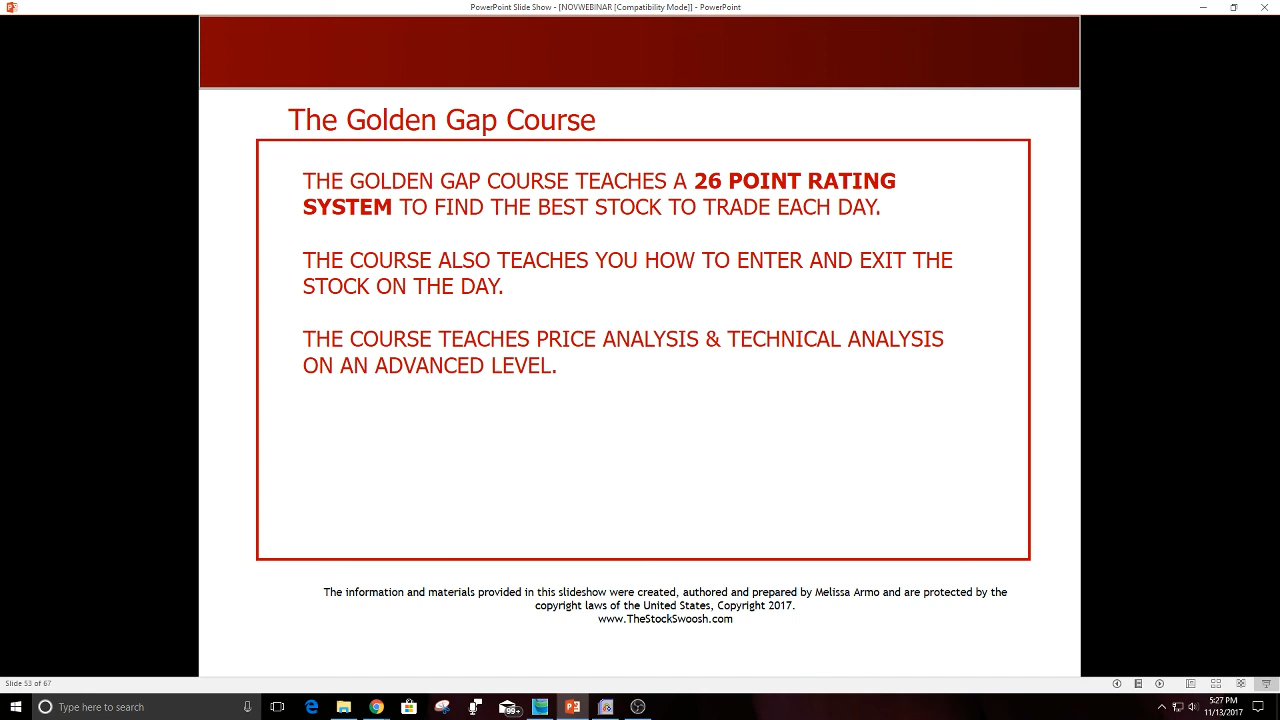 PowerPoint Slide Show - [NOVWEBINAR [Compatibility Mode]] - PowerPoint
The Golden Gap Course
THE GOLDEN GAP COURSE TEACHES A 26 POINT RATING
SYSTEM TO FIND THE BEST STOCK TO TRADE EACH DAY.
THE COURSE ALSO TEACHES YOU HOW TO ENTER AND EXIT THE
STOCK ON THE DAY.
THE COURSE TEACHES PRICE ANALYSIS & TECHNICAL ANALYSIS
ON AN ADVANCED LEVEL.
The information and materials provided in this slideshow were created, authored and prepared by Melissa Armo and are protected by the
copyright laws of the United States, Copyright 2017.
www.TheStockSwoosh.com
Slide 53 of 67
Type here to search
99+
5:27 PM
11/13/2017